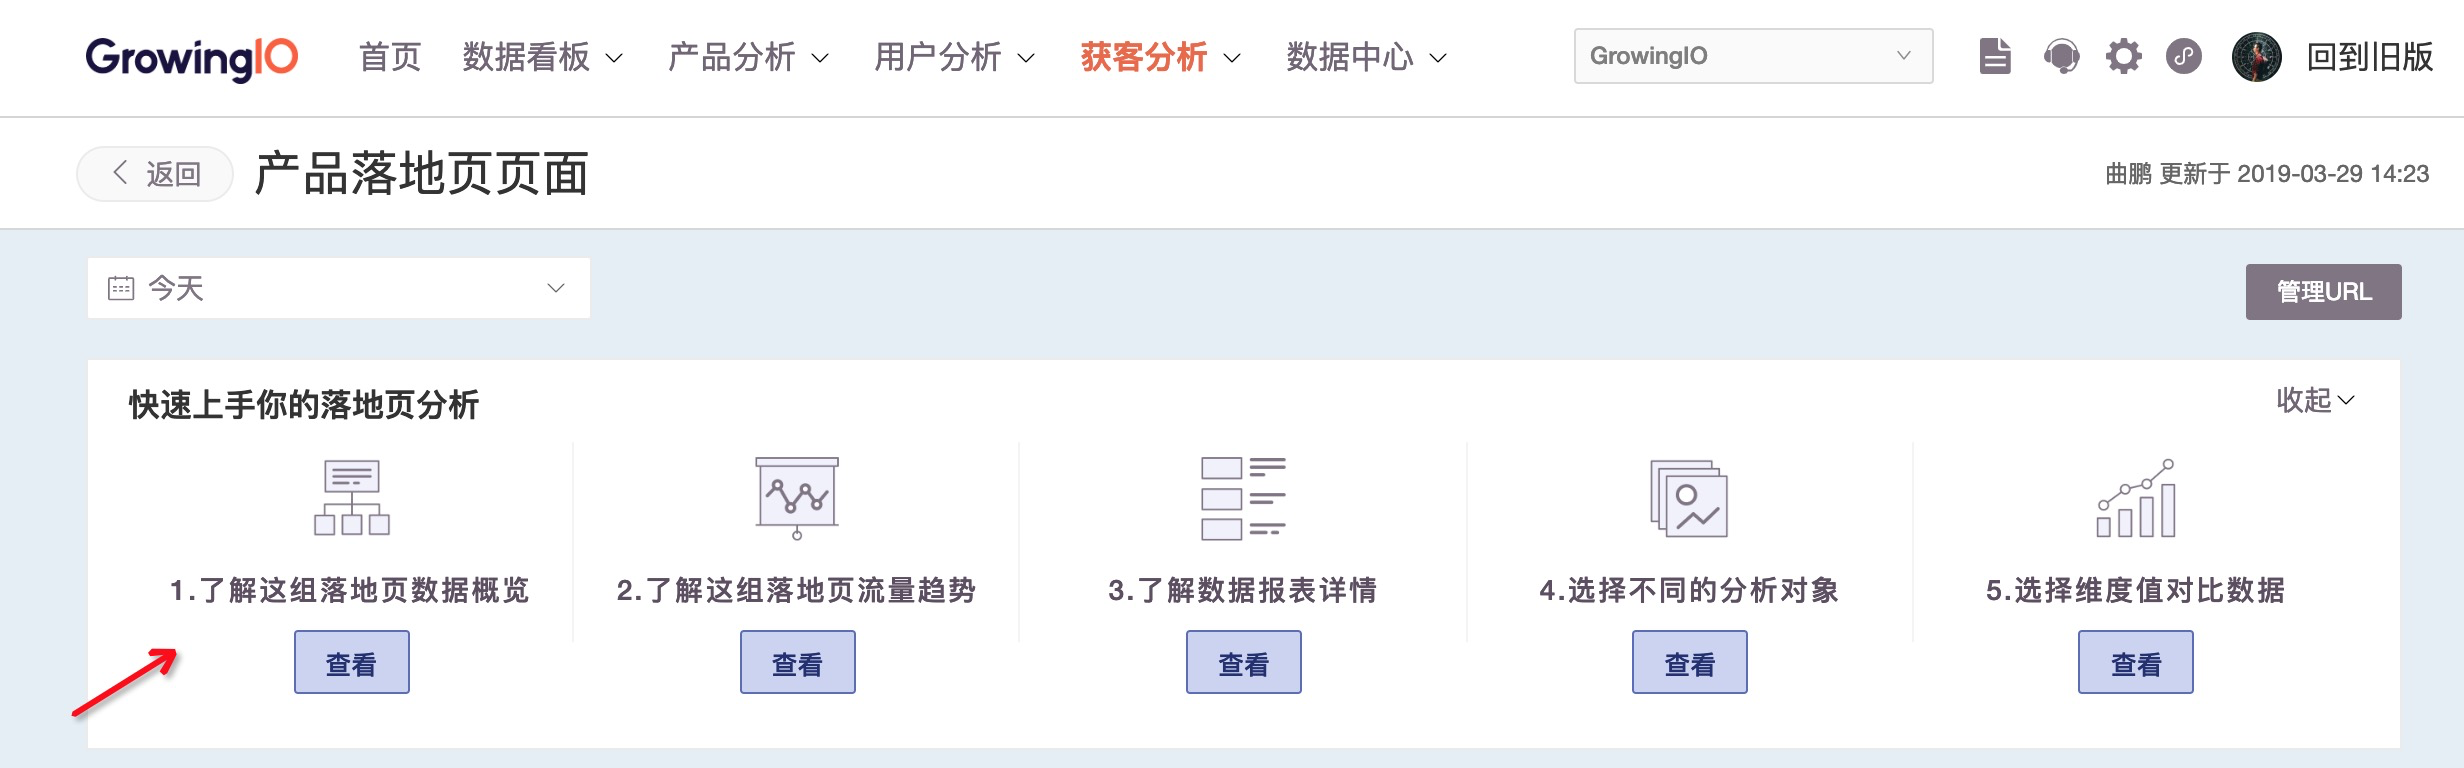 GrowingIO 首页 数据看板 产品分析 用户分析 获客分析 数据中心 GrowingIO 回到旧版
返回 产品落地页页面 曲鹏 更新于 2019-03-29 14:23
今天 管理URL
快速上手你的落地页分析 收起
1.了解这组落地页数据概览 2.了解这组落地页流量趋势 3.了解数据报表详情 4.选择不同的分析对象 5.选择维度值对比数据
查看 查看 查看 查看 查看